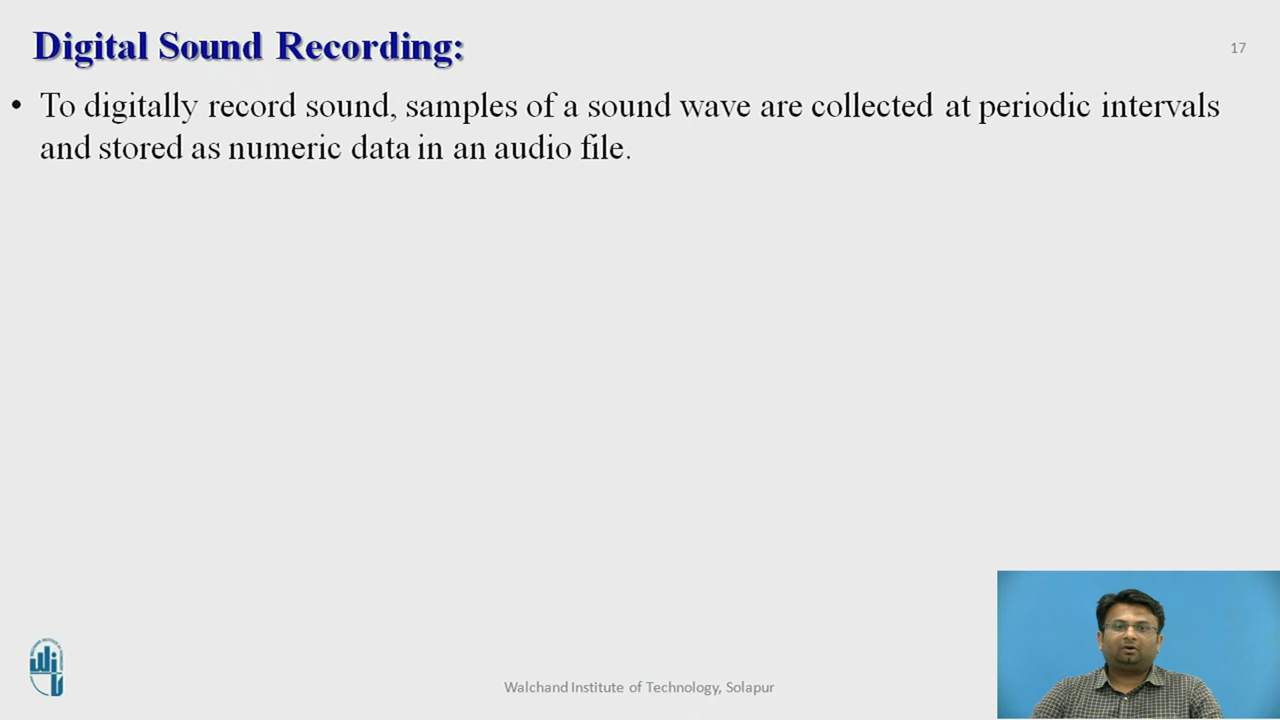 Digital Sound Recording:
17
• To digitally record sound, samples of a sound wave are collected at periodic intervals
and stored as numeric data in an audio file.
Walchand Institute of Technology, Solapur